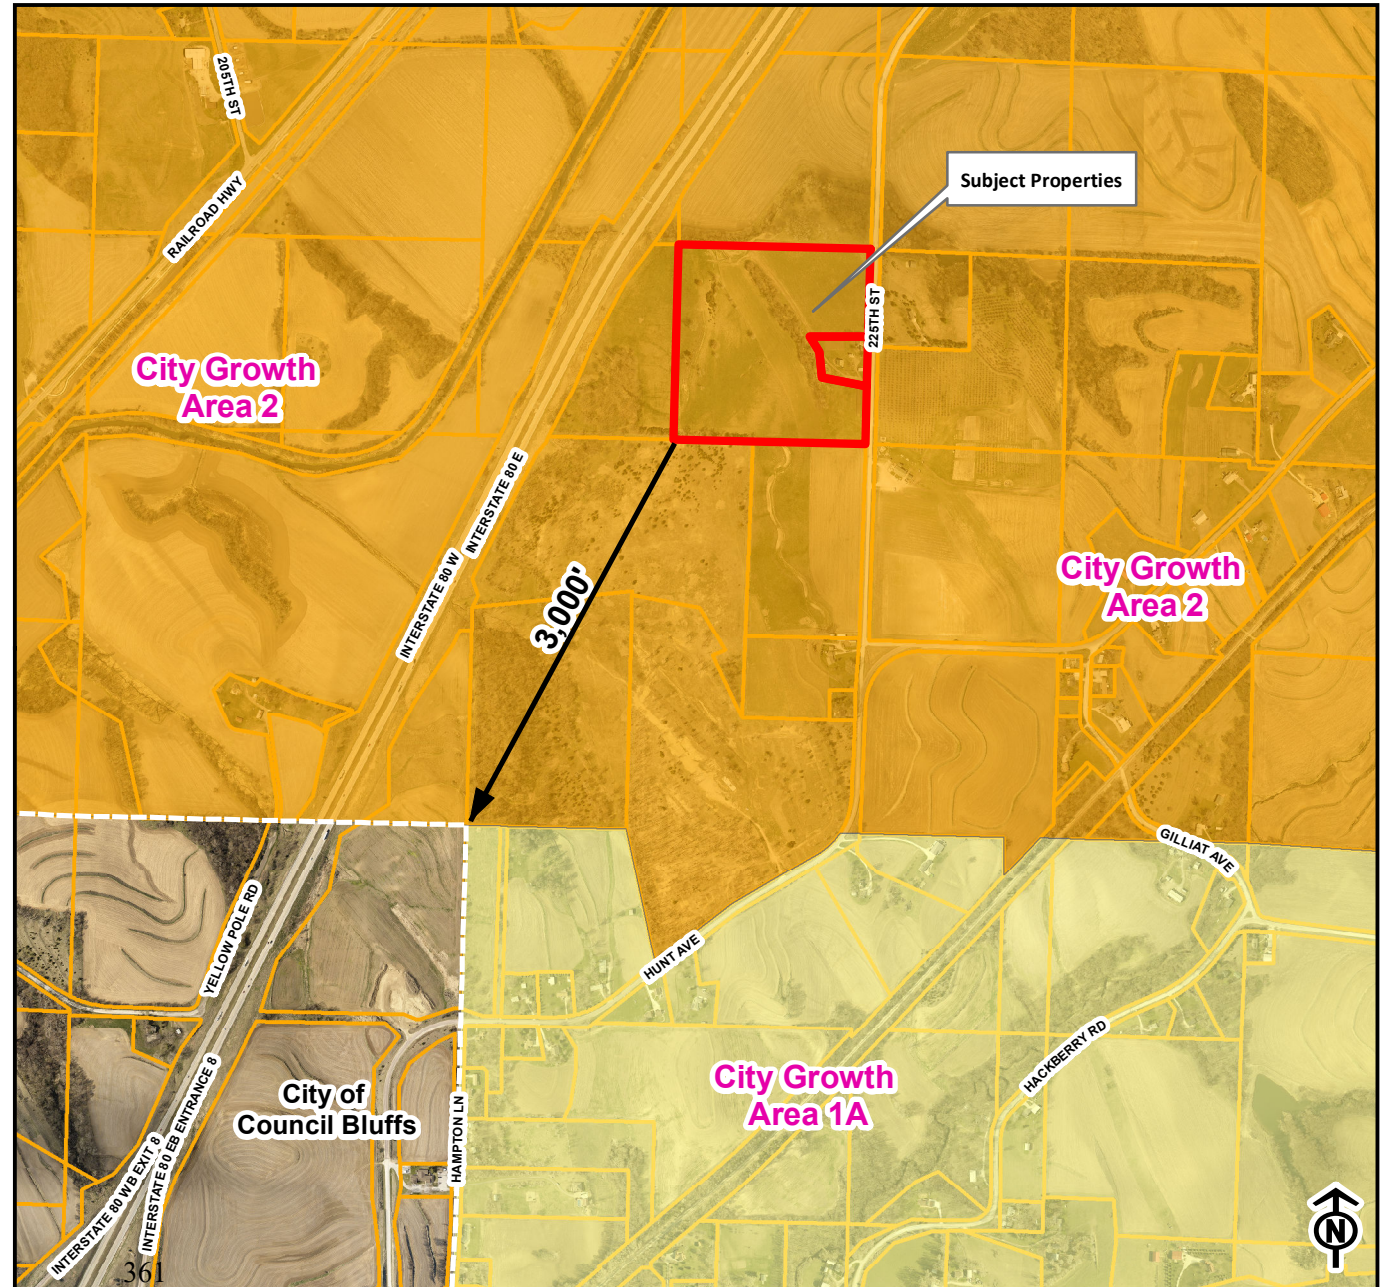 205TH ST
Subject Properties
RAILROAD HWY
225TH ST
City Growth
Area 2
INTERSTATE 80 E
INTERSTATE 80 W
3,000'
City Growth
Area 2
GILLIAT AVE
YELLOW POLE RD
HUNT AVE
HACKBERRY RD
City Growth
Area 1A
City of
Council Bluffs
HAMPTON LN
INTERSTATE 80 WB EXIT 8
INTERSTATE 80 EB ENTRANCE 8
N
361